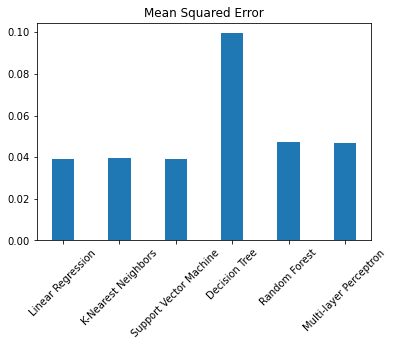 Mean Squared Error
0.10
0.08
0.06
0.04
0.02
0.00
Linear Regression
K-Nearest Neighbors
Support Vector Machine
Decision Tree
Random Forest
Multi-layer Perceptron